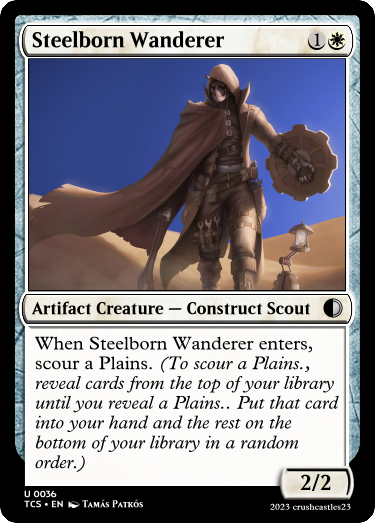 Steelborn Wanderer 1
Artifact Creature — Construct Scout
When Steelborn Wanderer enters,
scour a Plains. (To scour a Plains.,
reveal cards from the top of your library
until you reveal a Plains.. Put that card
into your hand and the rest on the
bottom of your library in a random
order.)
2/2
U 0036
TCS • EN Tamás Patkós
2023 crushcastles23